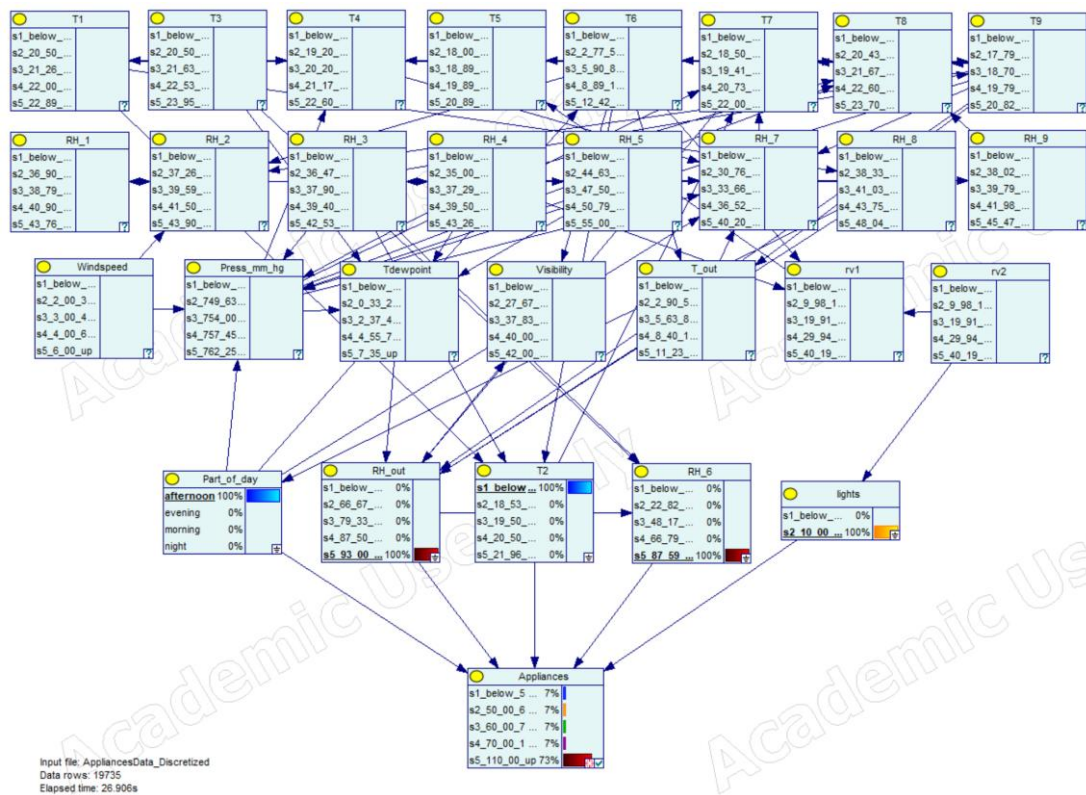 T1
s1_below_...
s2_20_50_...
s3_21_26_...
s4_22_00_...
s5_22_89_...
T3
s1_below_...
s2_20_50_...
s3_21_63_...
s4_22_53_...
s5_23_95_...
T4
s1_below_...
s2_19_20_...
s3_20_20_...
s4_21_17_...
s5_22_60_...
T5
s1_below_...
s2_18_00_...
s3_18_89_...
s4_19_89_...
s5_20_89_...
T6
s1_below_...
s2_2_77_5...
s3_5_90_8...
s4_8_89_1...
s5_12_42_...
T7
s1_below_...
s2_18_50_...
s3_19_41_...
s4_20_73_...
s5_22_00_...
T8
s1_below_...
s2_20_43_...
s3_21_67_...
s4_22_60_...
s5_23_70_...
T9
s1_below_...
s2_17_79_...
s3_18_70_...
s4_19_79_...
s5_20_82_...
RH_1
s1_below_...
s2_36_90_...
s3_38_79_...
s4_40_90_...
s5_43_76_...
RH_2
s1_below_...
s2_37_26_...
s3_39_59_...
s4_41_50_...
s5_43_90_...
RH_3
s1_below_...
s2_36_47_...
s3_37_90_...
s4_39_40_...
s5_42_53_...
RH_4
s1_below_...
s2_35_00_...
s3_37_29_...
s4_39_50_...
s5_43_26_...
RH_5
s1_below_...
s2_44_63_...
s3_47_50_...
s4_50_79_...
s5_55_00_...
RH_7
s1_below_...
s2_30_76_...
s3_33_66_...
s4_36_52_...
s5_40_20_...
RH_8
s1_below_...
s2_38_33_...
s3_41_03_...
s4_43_75_...
s5_48_04_...
RH_9
s1_below_...
s2_38_02_...
s3_39_79_...
s4_41_98_...
s5_45_47_...
Windspeed
s1_below_...
s2_2_00_3...
s3_3_00_4...
s4_4_00_6...
s5_6_00_up
Press_mm_hg
s1_below_...
s2_749_63...
s3_754_00...
s4_757_45...
s5_762_25...
Tdewpoint
s1_below_...
s2_0_33_2...
s3_2_37_4...
s4_4_55_7...
s5_7_35_up
Visibility
s1_below_...
s2_27_67_...
s3_37_83_...
s4_40_00_...
s5_42_00_...
T_out
s1_below_...
s2_2_90_5...
s3_5_63_8...
s4_8_40_1...
s5_11_23_...
rv1
s1_below_...
s2_9_98_1...
s3_19_91_...
s4_29_94_...
s5_40_19_...
rv2
s1_below_...
s2_9_98_1...
s3_19_91_...
s4_29_94_...
s5_40_19_...
Part_of_day
afternoon 100%
evening 0%
morning 0%
night 0%
RH_out
s1_below_... 0%
s2_66_67_... 0%
s3_79_33_... 0%
s4_87_50_... 0%
s5_93_00_... 100%
T2
s1_below_... 100%
s2_18_53_... 0%
s3_19_50_... 0%
s4_20_50_... 0%
s5_21_96_... 0%
RH_6
s1_below_... 0%
s2_22_82_... 0%
s3_48_17_... 0%
s4_66_79_... 0%
s5_87_59_... 100%
lights
s1_below_... 0%
s2_10_00_... 100%
Appliances
s1_below_5 ... 7%
s2_50_00_6 ... 7%
s3_60_00_7 ... 7%
s4_70_00_1 ... 7%
s5_110_00_up 73%
Input file: AppliancesData_Discretized
Data rows: 19735
Elapsed time: 26.906s
Academic Use Only
Academic Use Only
Academic Use